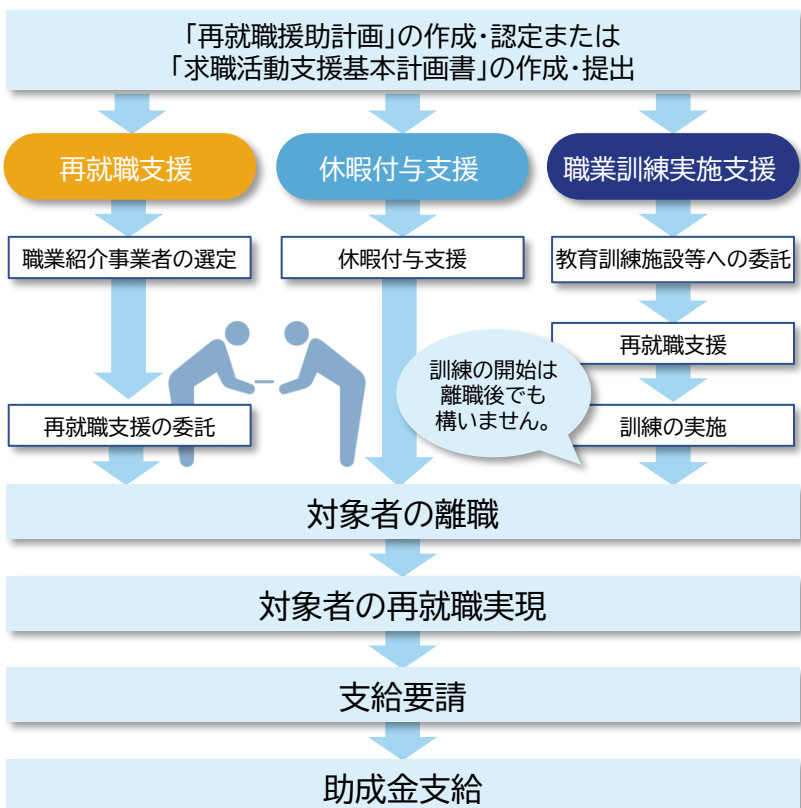 「再就職援助計画」の作成・認定または
「求職活動支援基本計画書」の作成・提出
再就職支援
休暇付与支援
職業訓練実施支援
職業紹介事業者の選定
休暇付与支援
教育訓練施設等への委託
再就職支援
訓練の開始は
離職後でも
構いません。
再就職支援の委託
訓練の実施
対象者の離職
対象者の再就職実現
支給要請
助成金支給